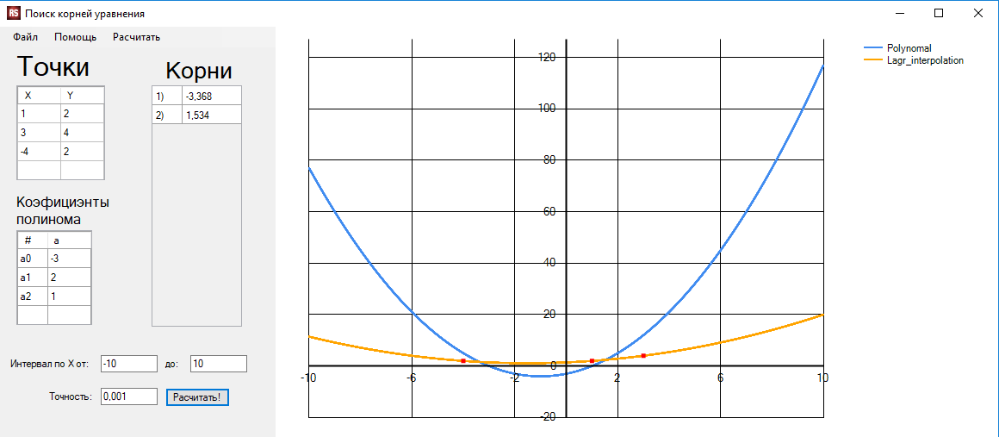 RS Поиск корней уравнения
Файл Помощь Расчитать
Точки
X Y
1 2
3 4
-4 2
Корни
1) -3,368
2) 1,534
Коэфициэнты
полинома
# a
a0 -3
a1 2
a2 1
Интервал по X от: -10 до: 10
Точность: 0,001 Расчитать!
120
100
80
60
40
20
0
-20
-10 -6 -2 2 6 10
Polynomal
Lagr_interpolation